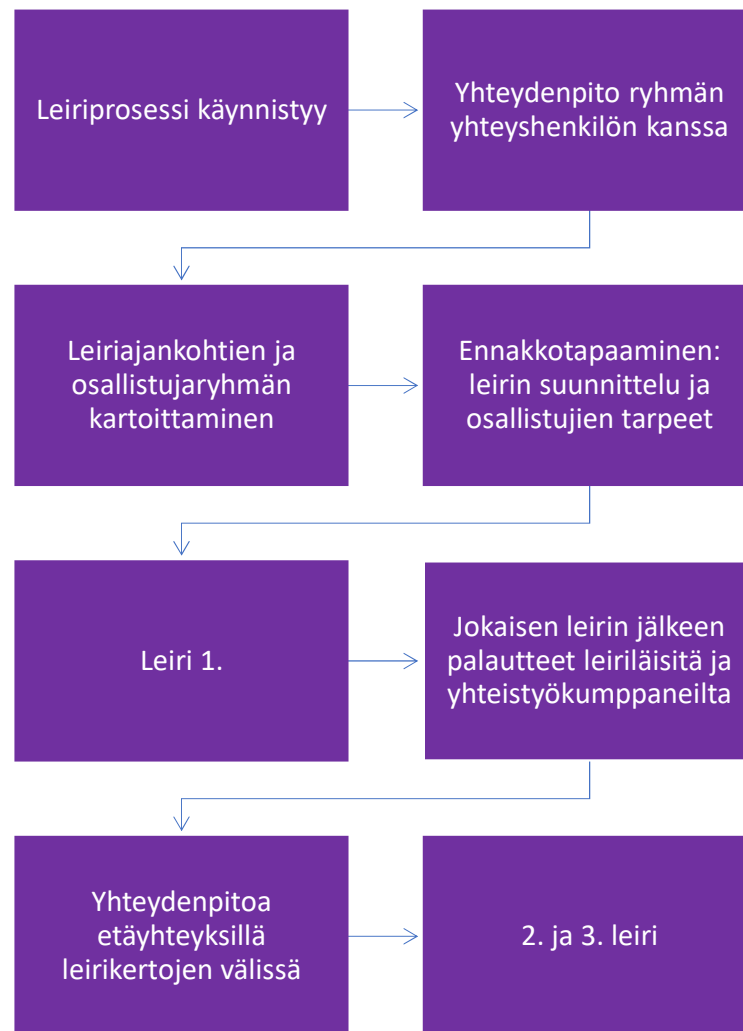 Leiriprosessi käynnistyy
Yhteydenpito ryhmän
yhteyshenkilön kanssa
Leiriajankohtien ja
osallistujaryhmän
kartoittaminen
Ennakkotapaaminen:
leirin suunnittelu ja
osallistujien tarpeet
Leiri 1.
Jokaisen leirin jälkeen
palautteet leiriläisitä ja
yhteistyökumppaneilta
Yhteydenpitoa
etäyhteyksillä
leirikertojen välissä
2. ja 3. leiri